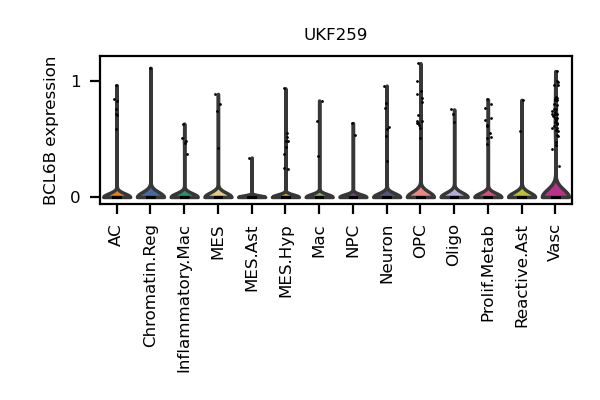 UKF259
BCL6B expression
1
0
AC
Chromatin.Reg
Inflammatory.Mac
MES
MES.Ast
MES.Hyp
Mac
NPC
Neuron
OPC
Oligo
Prolif.Metab
Reactive.Ast
Vasc